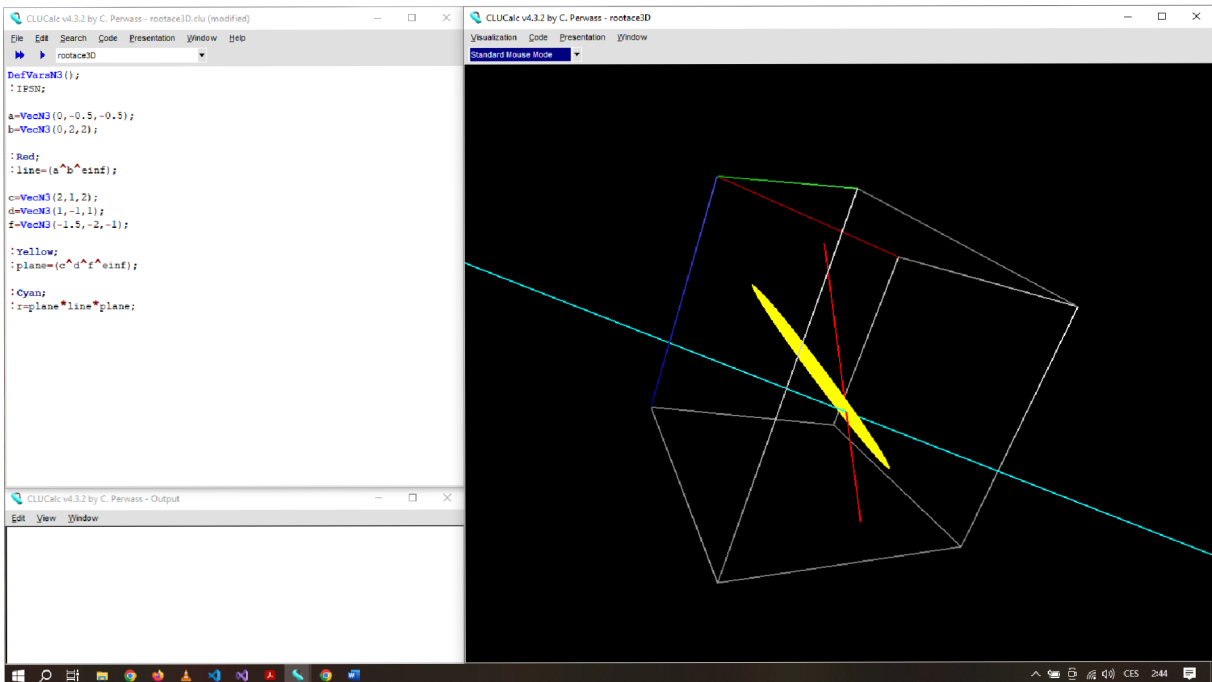 CLUCalc v4.3.2 by C. Perwass - rootace3D.clu (modified)
File Edit Search Code Presentation Window Help
rootace3D
DefVarsN3();
:IPSN;
a=VecN3(0,-0.5,-0.5);
b=VecN3(0,2,2);
:Red;
:line=(a^b^einf);
c=VecN3(2,1,2);
d=VecN3(1,-1,1);
f=VecN3(-1.5,-2,-1);
:Yellow;
:plane=(c^d^f^einf);
:Cyan;
:r=plane*line*plane;
CLUCalc v4.3.2 by C. Perwass - Output
Edit View Window
CLUCalc v4.3.2 by C. Perwass - rootace3D
Visualization Code Presentation Window
Standard Mouse Mode
CES 2:44